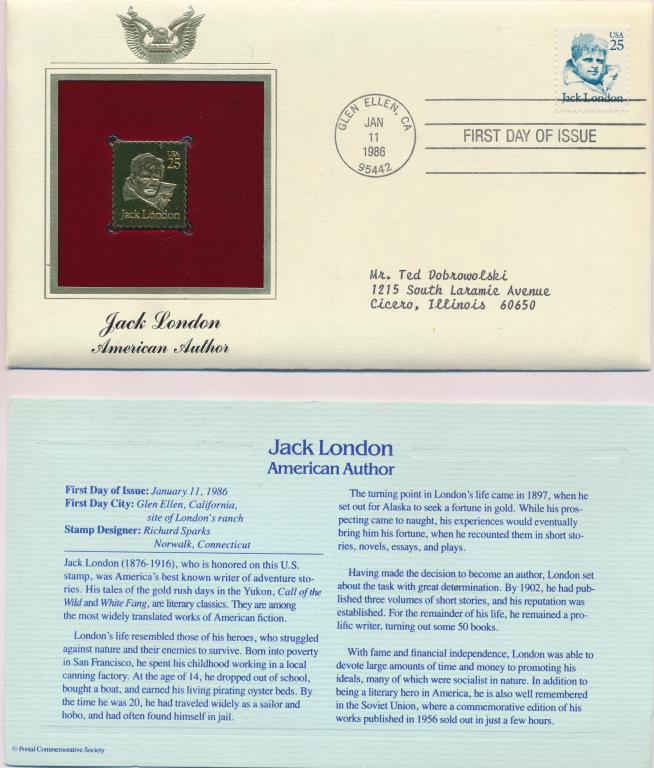 USA
25
Jack London
GLEN ELLEN, CA
JAN
11
1986
95442
FIRST DAY OF ISSUE
USA
25
Jack London
Mr. Ted Dobrowolski
1215 South Laramie Avenue
Cicero, Illinois 60650
Jack London
American Author
Jack London
American Author
First Day of Issue: January 11, 1986
First Day City: Glen Ellen, California,
site of London's ranch
Stamp Designer: Richard Sparks
Norwalk, Connecticut
Jack London (1876-1916), who is honored on this U.S.
stamp, was America's best known writer of adventure sto-
ries. His tales of the gold rush days in the Yukon, Call of the
Wild and White Fang, are literary classics. They are among
the most widely translated works of American fiction.
London's life resembled those of his heroes, who struggled
against nature and their enemies to survive. Born into poverty
in San Francisco, he spent his childhood working in a local
canning factory. At the age of 14, he dropped out of school,
bought a boat, and earned his living pirating oyster beds. By
the time he was 20, he had traveled widely as a sailor and
hobo, and had often found himself in jail.
The turning point in London's life came in 1897, when he
set out for Alaska to seek a fortune in gold. While his pros-
pecting came to naught, his experiences would eventually
bring him his fortune, when he recounted them in short sto-
ries, novels, essays, and plays.
Having made the decision to become an author, London set
about the task with great determination. By 1902, he had pub-
lished three volumes of short stories, and his reputation was
established. For the remainder of his life, he remained a pro-
lific writer, turning out some 50 books.
With fame and financial independence, London was able to
devote large amounts of time and money to promoting his
ideals, many of which were socialist in nature. In addition to
being a literary hero in America, he is also well remembered
in the Soviet Union, where a commemorative edition of his
works published in 1956 sold out in just a few hours.
© Postal Commemorative Society